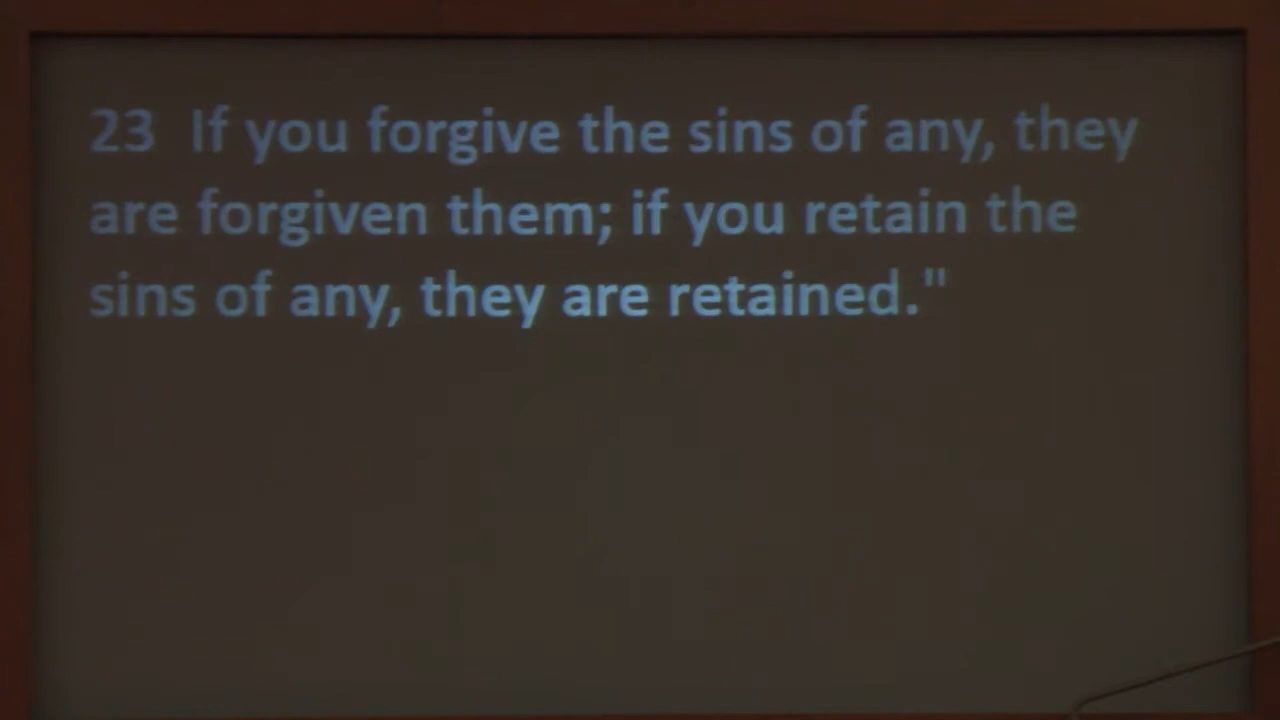 23 If you forgive the sins of any, they
are forgiven them; if you retain the
sins of any, they are retained."